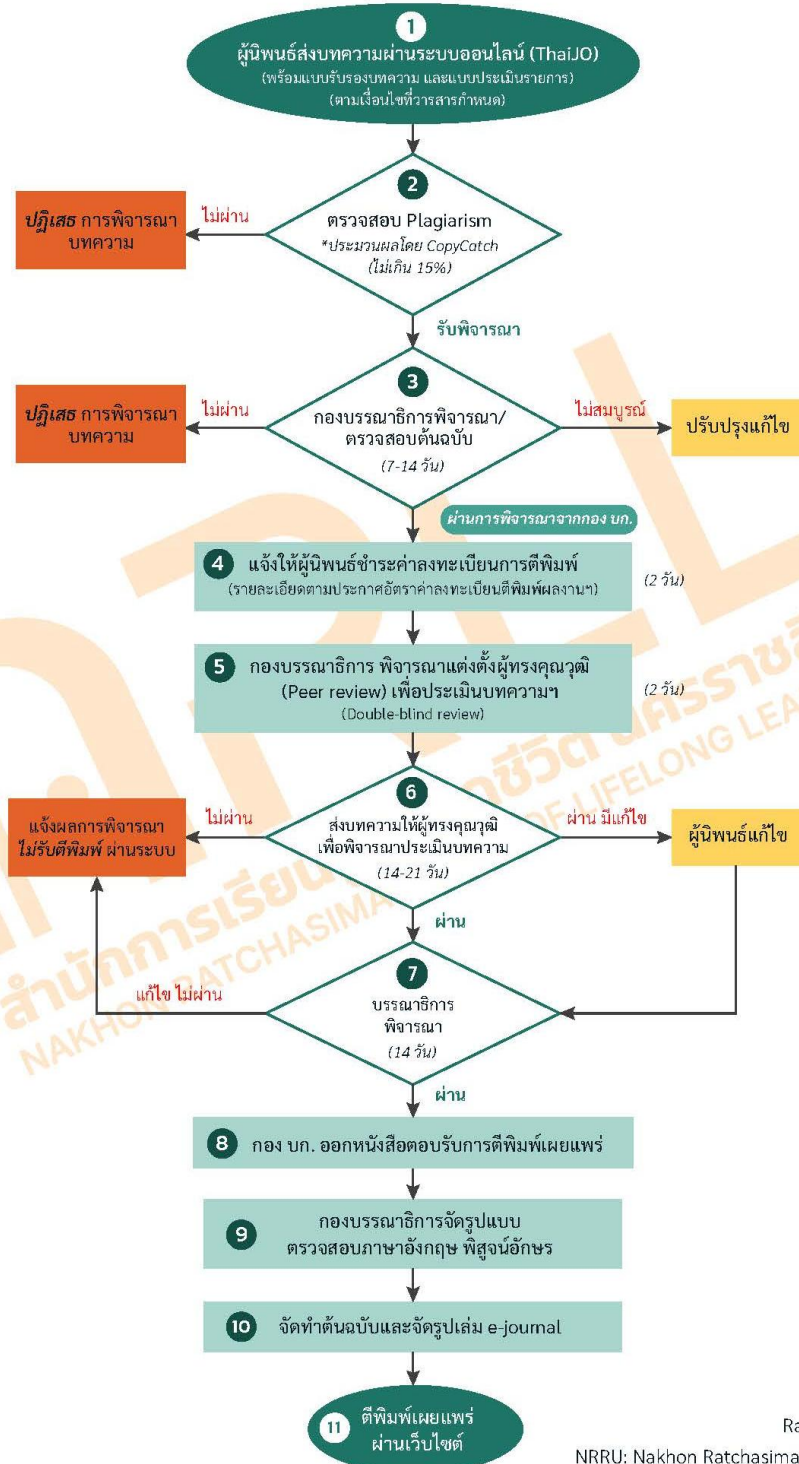 1
ผู้นิพนธ์ส่งบทความผ่านระบบออนไลน์ (ThaiJO)
(พร้อมแบบรับรองบทความ และแบบประเมินรายการ)
(ตามเงื่อนไขที่วารสารกำหนด)
2
ตรวจสอบ Plagiarism
*ประมวนผลโดย CopyCatch
(ไม่เกิน 15%)
ไม่ผ่าน
ปฏิเสธ การพิจารณา
บทความ
รับพิจารณา
3
กองบรรณาธิการพิจารณา/
ตรวจสอบต้นฉบับ
(7-14 วัน)
ไม่ผ่าน
ปฏิเสธ การพิจารณา
บทความ
ไม่สมบูรณ์
ปรับปรุงแก้ไข
ผ่านการพิจารณาจากกอง บก.
4 แจ้งให้ผู้นิพนธ์ชำระค่าลงทะเบียนการตีพิมพ์
(รายละเอียดตามประกาศอัตราค่าลงทะเบียนตีพิมพ์ผลงานฯ)
(2 วัน)
5 กองบรรณาธิการ พิจารณาแต่งตั้งผู้ทรงคุณวุฒิ
(Peer review) เพื่อประเมินบทความฯ
(Double-blind review)
(2 วัน)
6
ส่งบทความให้ผู้ทรงคุณวุฒิ
เพื่อพิจารณาประเมินบทความ
(14-21 วัน)
ไม่ผ่าน
แจ้งผลการพิจารณา
ไม่รับตีพิมพ์ ผ่านระบบ
ผ่าน มีแก้ไข
ผู้นิพนธ์แก้ไข
ผ่าน
7
บรรณาธิการ
พิจารณา
(14 วัน)
แก้ไข ไม่ผ่าน
ผ่าน
8 กอง บก. ออกหนังสือตอบรับการตีพิมพ์เผยแพร่
9 กองบรรณาธิการจัดรูปแบบ
ตรวจสอบภาษาอังกฤษ พิสูจน์อักษร
10 จัดทำต้นฉบับและจัดรูปเล่ม e-journal
11 ตีพิมพ์เผยแพร่
ผ่านเว็บไซต์
Ra
NRRU: Nakhon Ratchasima
สำนักการเรียน
NAKHON RATCHASIMA OF LIFELONG LEA